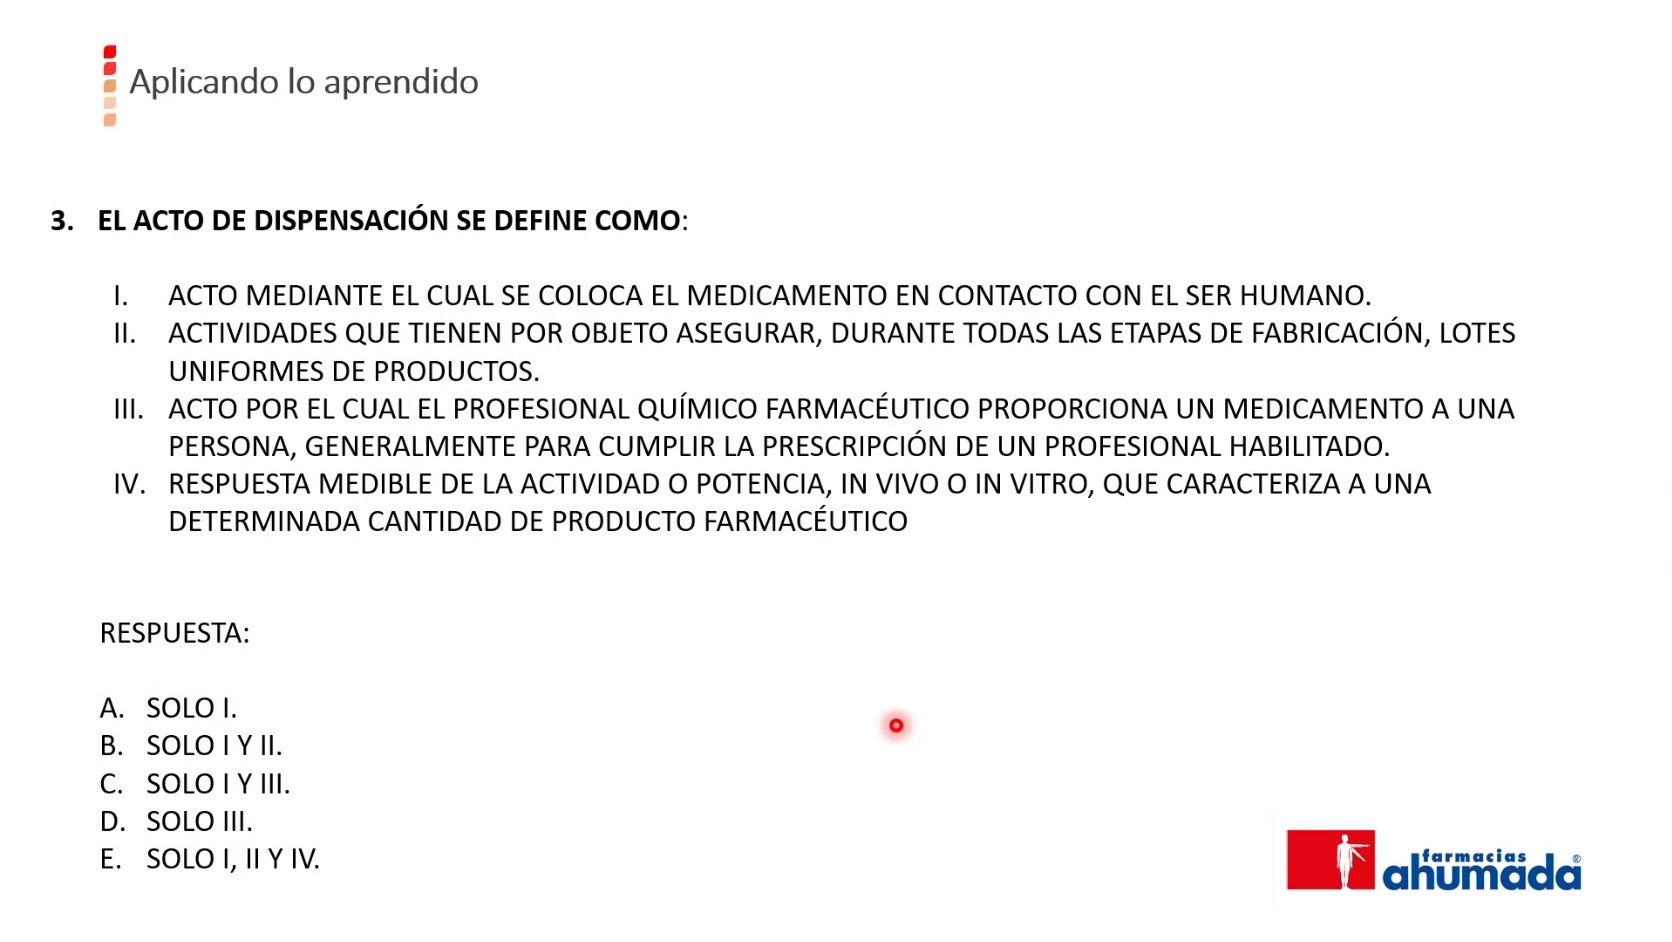 Aplicando lo aprendido
3. EL ACTO DE DISPENSACIÓN SE DEFINE COMO:
I. ACTO MEDIANTE EL CUAL SE COLOCA EL MEDICAMENTO EN CONTACTO CON EL SER HUMANO.
II. ACTIVIDADES QUE TIENEN POR OBJETO ASEGURAR, DURANTE TODAS LAS ETAPAS DE FABRICACIÓN, LOTES
UNIFORMES DE PRODUCTOS.
III. ACTO POR EL CUAL EL PROFESIONAL QUÍMICO FARMACÉUTICO PROPORCIONA UN MEDICAMENTO A UNA
PERSONA, GENERALMENTE PARA CUMPLIR LA PRESCRIPCIÓN DE UN PROFESIONAL HABILITADO.
IV. RESPUESTA MEDIBLE DE LA ACTIVIDAD O POTENCIA, IN VIVO O IN VITRO, QUE CARACTERIZA A UNA
DETERMINADA CANTIDAD DE PRODUCTO FARMACÉUTICO
RESPUESTA:
A. SOLO I.
B. SOLO I Y II.
C. SOLO I Y III.
D. SOLO III.
E. SOLO I, II Y IV.
farmacias
ahumada®